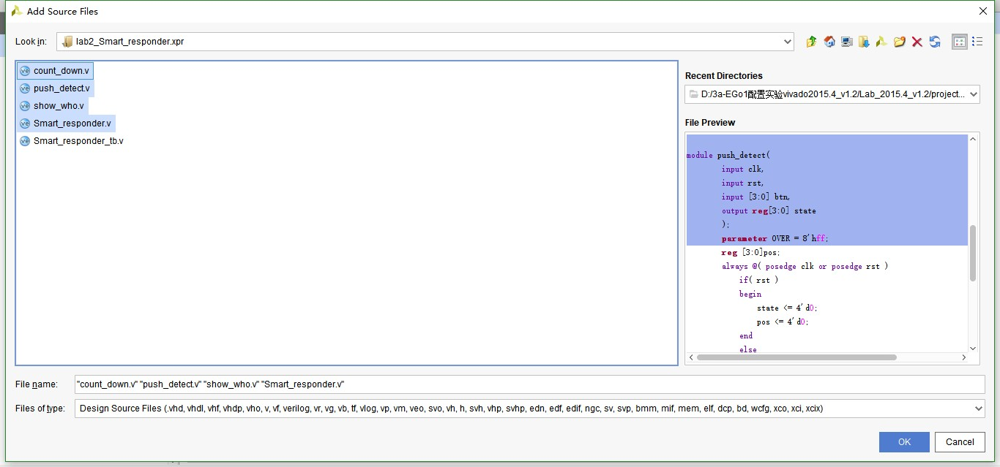 Add Source Files
Look in: lab2_Smart_responder.xpr
count_down.v
push_detect.v
show_who.v
Smart_responder.v
Smart_responder_tb.v
Recent Directories
D:/3a-EGo1配置实验vivado2015.4_v1.2/Lab_2015.4_v1.2/project...
File Preview
module push_detect(
input clk,
input rst,
input [3:0] btn,
output reg[3:0] state
);
parameter OVER = 8'hff;
reg [3:0]pos;
always @( posedge clk or posedge rst )
if( rst )
begin
state <= 4'd0;
pos <= 4'd0;
end
else
File name: "count_down.v" "push_detect.v" "show_who.v" "Smart_responder.v"
Files of type: Design Source Files (.vhd, vhdl, vhf, vhdp, vho, v, vf, verilog, vr, vg, vb, tf, vlog, vp, vm, veo, svo, vh, h, svh, vhp, svhp, edn, edf, edif, ngc, sv, svp, bmm, mif, mem, elf, dcp, bd, wcfg, xco, xci, xcix)
OK
Cancel